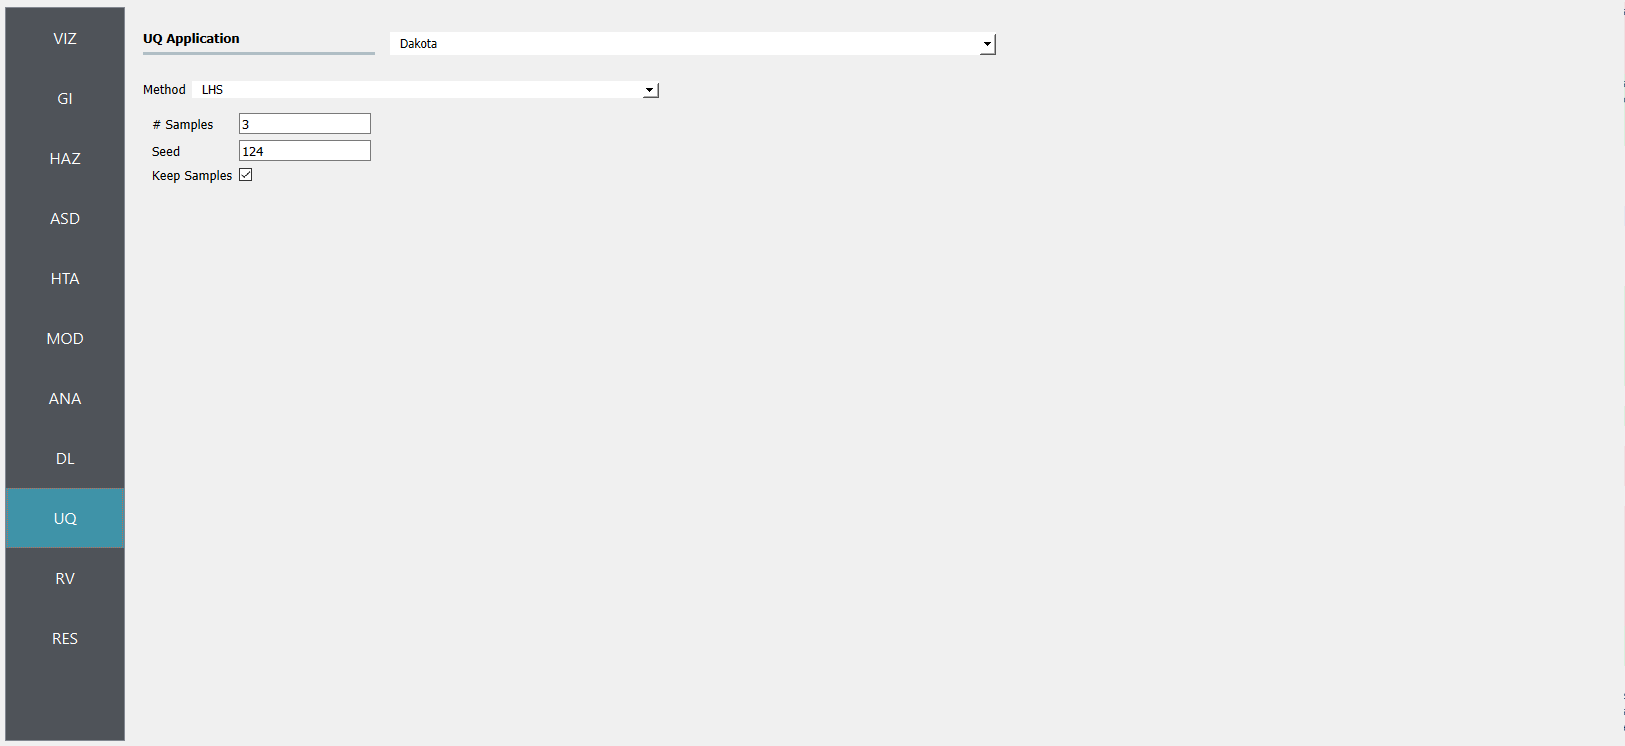 VIZ
GI
HAZ
ASD
HTA
MOD
ANA
DL
UQ
RV
RES
UQ Application
Dakota
Method
LHS
# Samples
3
Seed
124
Keep Samples